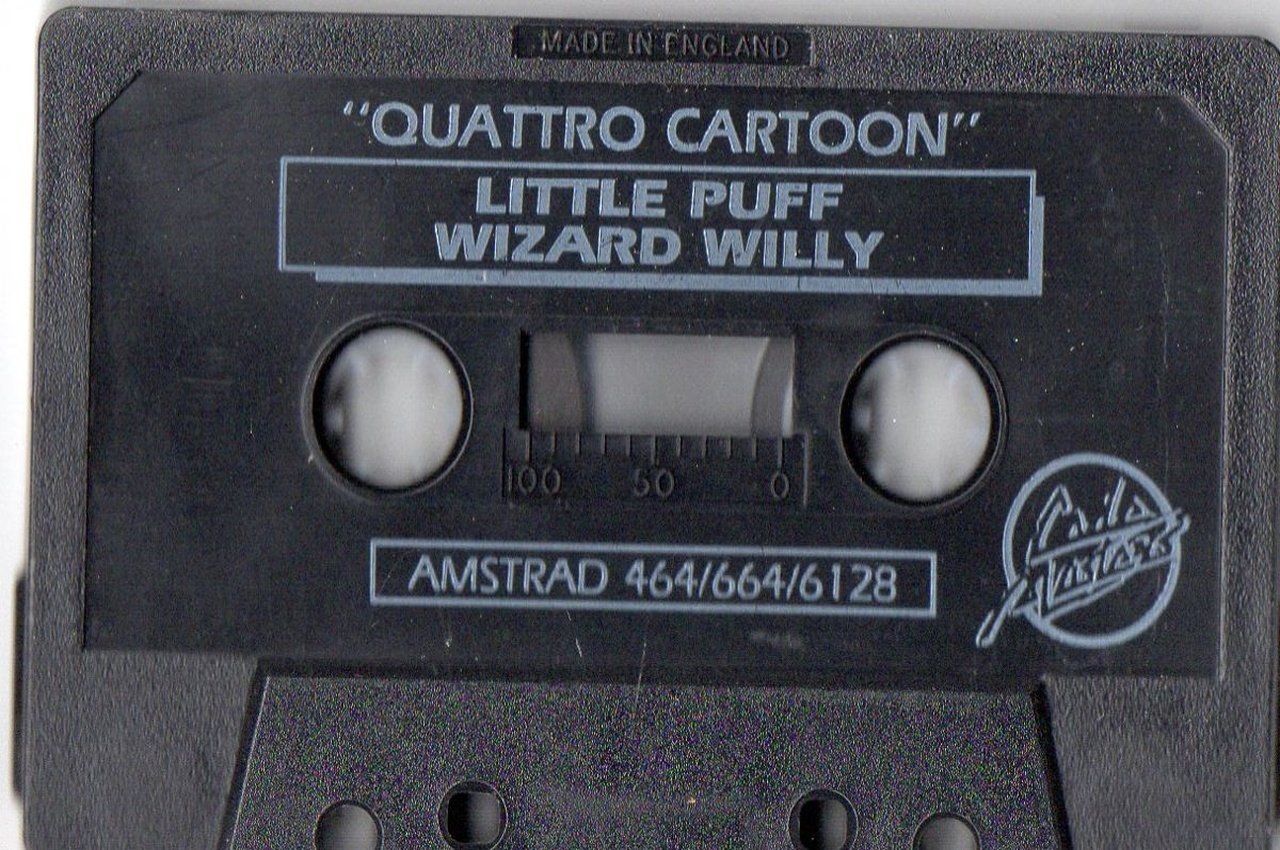 MADE IN ENGLAND
"QUATTRO CARTOON"
LITTLE PUFF
WIZARD WILLY
100 50 0
AMSTRAD 464/664/6128